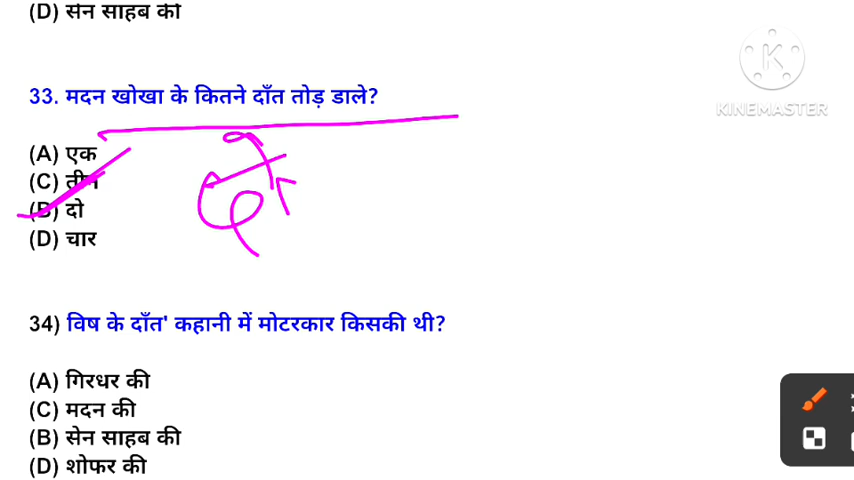 (D) सेन साहब की
33. मदन खोखा के कितने दाँत तोड़ डाले?
(A) एक
(C) तीन
(B) दो
(D) चार
दो
34) विष के दाँत' कहानी में मोटरकार किसकी थी?
(A) गिरधर की
(C) मदन की
(B) सेन साहब की
(D) शोफर की
KINEMASTER